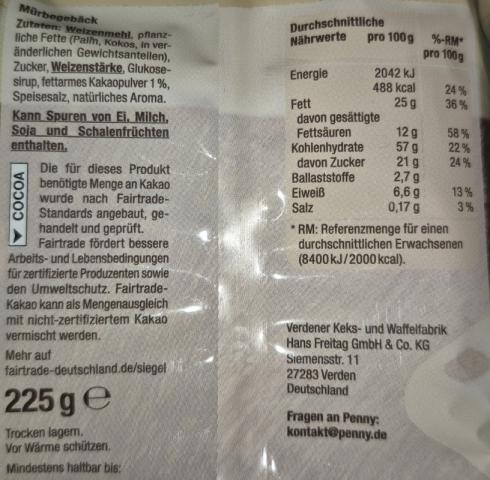 Mürbegebäck
Zutaten: Weizenmehl, pflanz-
liche Fette (Palm, Kokos, in ver-
änderlichen Gewichtsanteilen),
Zucker, Weizenstärke, Glukose-
sirup, fettarmes Kakaopulver 1%,
Speisesalz, natürliches Aroma.
Kann Spuren von Ei, Milch,
Soja und Schalenfrüchten
enthalten.
COCOA
Die für dieses Produkt
benötigte Menge an Kakao
wurde nach Fairtrade-
Standards angebaut, ge-
handelt und geprüft.
Fairtrade fördert bessere
Arbeits- und Lebensbedingungen
für zertifizierte Produzenten sowie
den Umweltschutz. Fairtrade-
Kakao kann als Mengenausgleich
mit nicht-zertifiziertem Kakao
vermischt werden.
Mehr auf
fairtrade-deutschland.de/siegel
225 g e
Trocken lagern.
Vor Wärme schützen.
Mindestens haltbar bis:
Durchschnittliche
Nährwerte pro 100 g %-RM*
pro 100 g
Energie 2042 kJ
488 kcal 24 %
Fett 25 g 36 %
davon gesättigte
Fettsäuren 12 g 58 %
Kohlenhydrate 57 g 22 %
davon Zucker 21 g 24 %
Ballaststoffe 2,7 g
Eiweiß 6,6 g 13 %
Salz 0,17 g 3 %
* RM: Referenzmenge für einen
durchschnittlichen Erwachsenen
(8400 kJ/2000 kcal).
Verdener Keks- und Waffelfabrik
Hans Freitag GmbH & Co. KG
Siemensstr. 11
27283 Verden
Deutschland
Fragen an Penny:
kontakt@penny.de